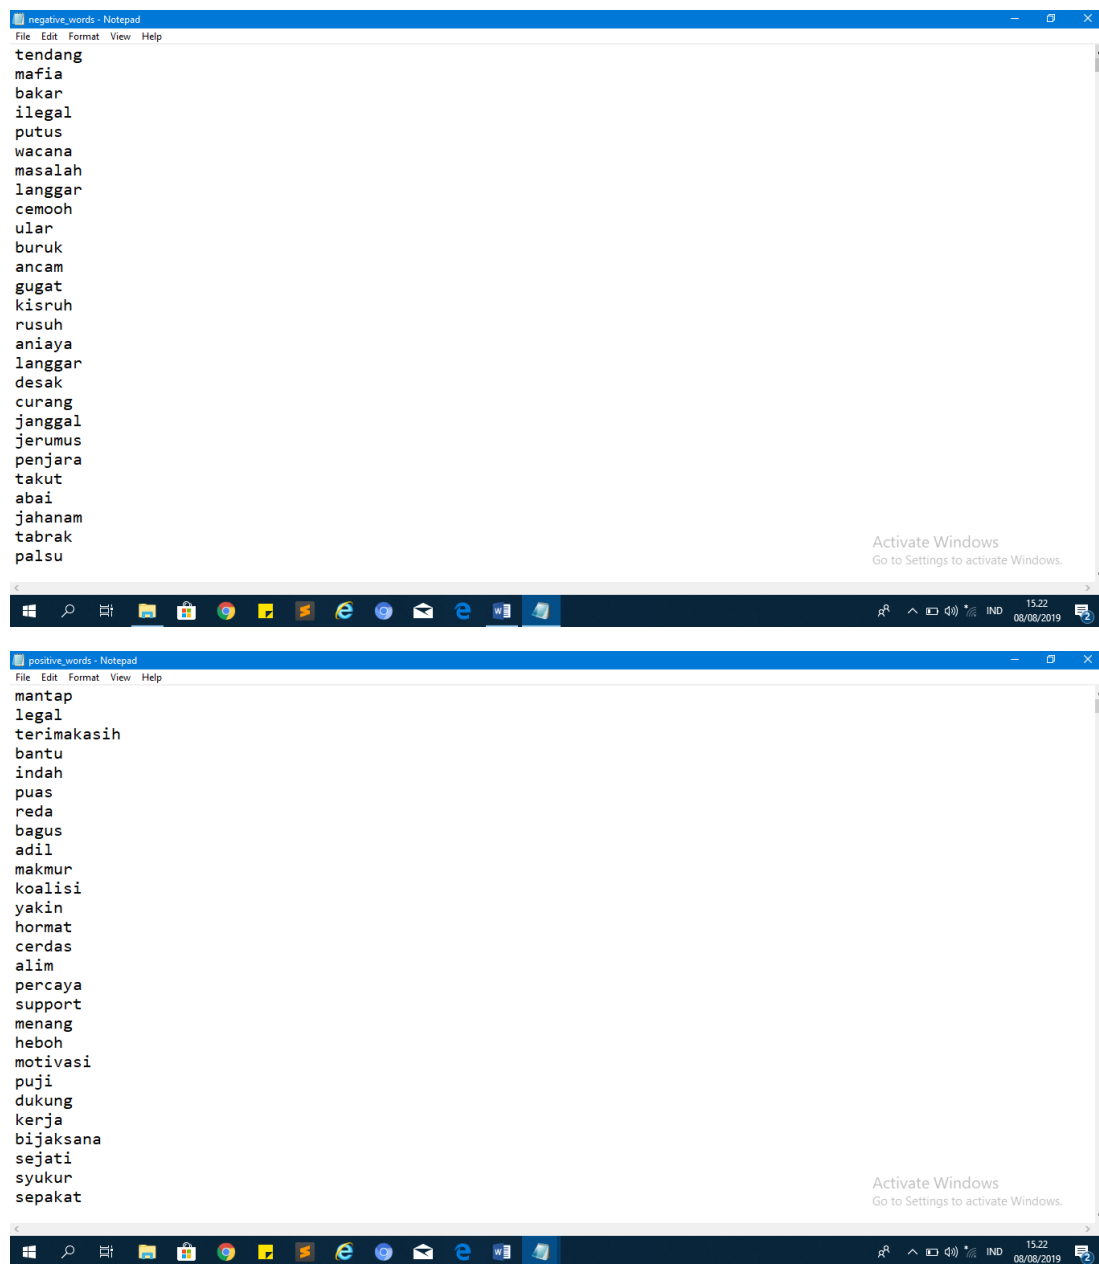 negative_words - Notepad
File Edit Format View Help
tendang
mafia
bakar
ilegal
putus
wacana
masalah
langgar
cemooh
ular
buruk
ancam
gugat
kisruh
rusuh
aniaya
langgar
desak
curang
janggal
jerumus
penjara
takut
abai
jahanam
tabrak
palsu
Activate Windows
Go to Settings to activate Windows.
IND
15.22
08/08/2019
2
positive_words - Notepad
File Edit Format View Help
mantap
legal
terimakasih
bantu
indah
puas
reda
bagus
adil
makmur
koalisi
yakin
hormat
cerdas
alim
percaya
support
menang
heboh
motivasi
puji
dukung
kerja
bijaksana
sejati
syukur
sepakat
Activate Windows
Go to Settings to activate Windows.
IND
15.22
08/08/2019
2